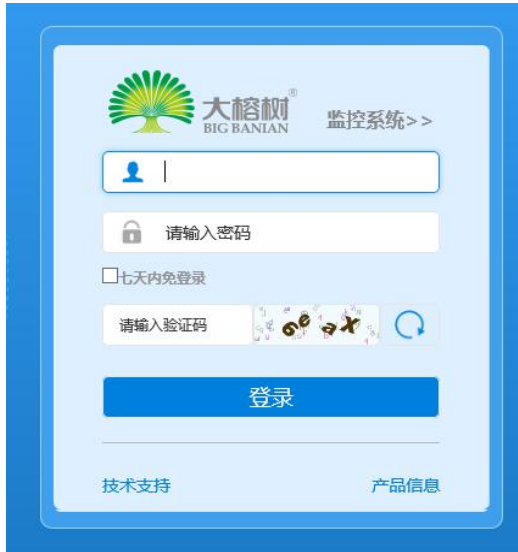 大榕树®
BIG BANIAN
监控系统>>
请输入密码
七天内免登录
请输入验证码
登录
技术支持
产品信息